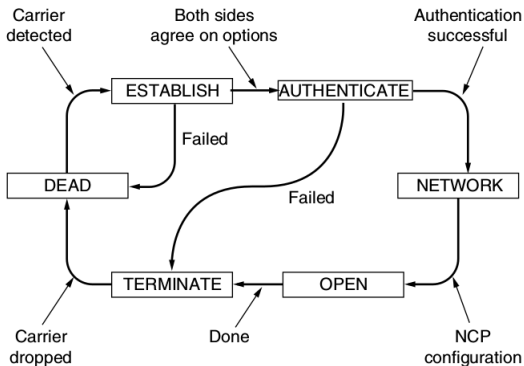 Carrier
detected
Both sides
agree on options
Authentication
successful
ESTABLISH
AUTHENTICATE
Failed
DEAD
NETWORK
Failed
TERMINATE
OPEN
Carrier
dropped
Done
NCP
configuration